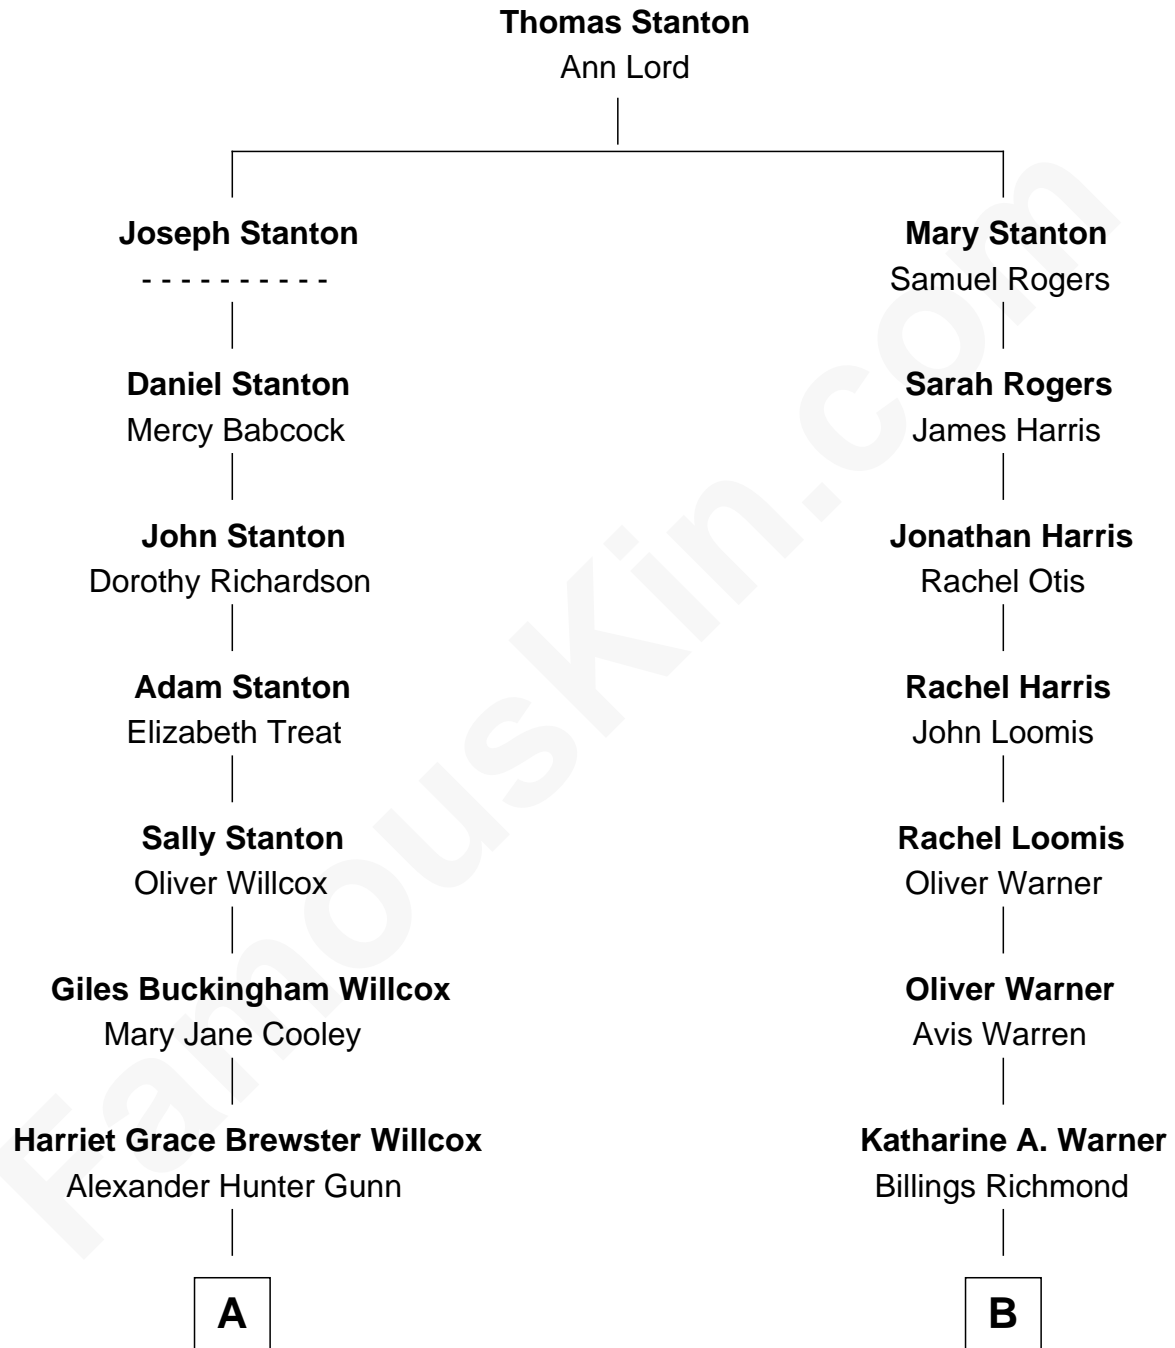 Thomas Stanton
Ann Lord
Joseph Stanton
- - - - - - - - - -
Daniel Stanton
Mercy Babcock
John Stanton
Dorothy Richardson
Adam Stanton
Elizabeth Treat
Sally Stanton
Oliver Willcox
Giles Buckingham Willcox
Mary Jane Cooley
Harriet Grace Brewster Willcox
Alexander Hunter Gunn
A
Mary Stanton
Samuel Rogers
Sarah Rogers
James Harris
Jonathan Harris
Rachel Otis
Rachel Harris
John Loomis
Rachel Loomis
Oliver Warner
Oliver Warner
Avis Warren
Katharine A. Warner
Billings Richmond
B
FamousKin.com